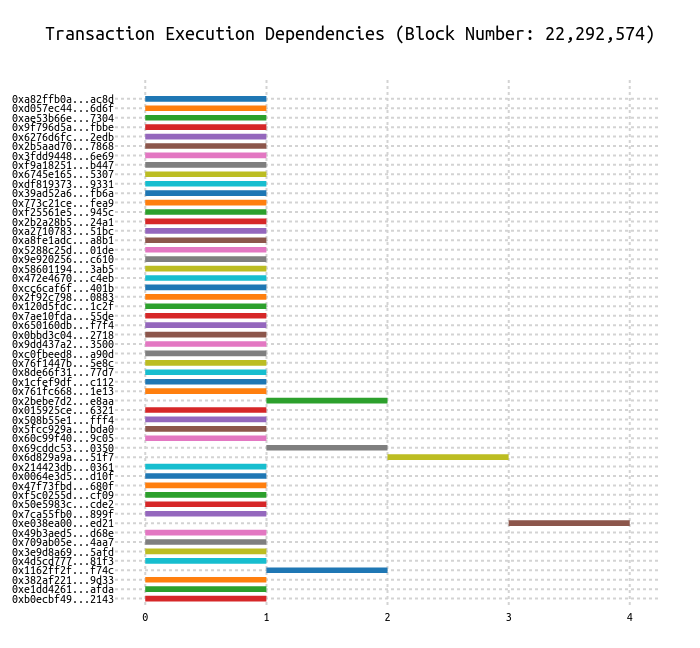 Transaction Execution Dependencies (Block Number: 22,292,574)
0xa82ffb0a...ac8d
0xd057ec44...6d6f
0xae53b66e...7304
0x9f796d5a...fbbe
0x6276d6fc...2edb
0x2b5aad70...7868
0x3fdd9448...6e69
0xf9a18251...b447
0x6745e165...5307
0xdf819373...9331
0x39ad52a6...fb6a
0x773c21ce...fea9
0xf25561e5...945c
0x2b2a28b5...24a1
0xa2710783...51bc
0xa8fe1adc...a8b1
0x5288c25d...01de
0x9e920256...c610
0x58601194...3ab5
0x472e4670...c4eb
0xcc6caf6f...401b
0x2f92c798...0883
0x120d5fdc...1c2f
0x7ae10fda...55de
0x650160db...f7f4
0x0bbd3c04...2718
0x9dd437a2...3500
0xc0fbeed8...a90d
0x76f1447b...5e8c
0x8de66f31...77d7
0x1cfef9df...c112
0x761fc668...1e13
0x2bebe7d2...e8aa
0x015925ce...6321
0x508b55e1...fff4
0x5fcc929a...bda0
0x60c99f40...9c05
0x69cddc53...0350
0x6d829a9a...51f7
0x214423db...0361
0x0064e3d5...d10f
0x47f73fbd...680f
0xf5c0255d...cf09
0x50e5983c...cde2
0x7ca55fb0...899f
0xe038ea00...ed21
0x49b3aed5...d68e
0x709ab05e...4aa7
0x3e9d8a69...5afd
0x4d5cd777...81f3
0x1162ff2f...f74c
0x382af221...9d33
0xe1dd4261...afda
0xb0ecbf49...2143
0 1 2 3 4